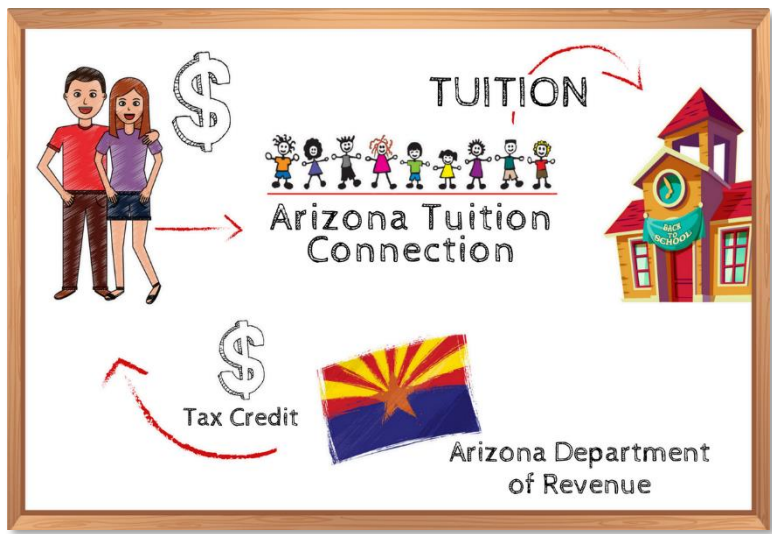 $
TUITION
Arizona Tuition
Connection
BACK
TO
SCHOOL
$
Tax Credit
Arizona Department
of Revenue